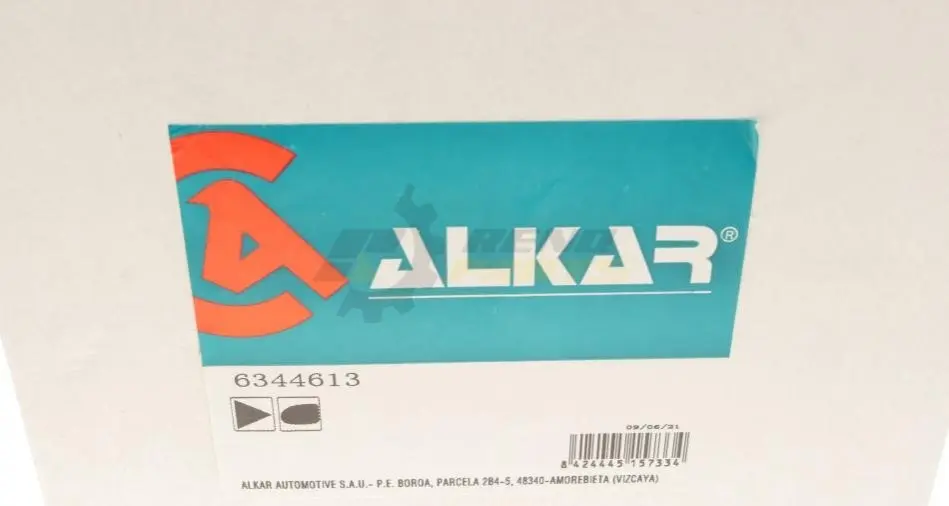 ALKAR®
6344613
09/06/21
8 424445 157334
ALKAR AUTOMOTIVE S.A.U.- P.E. BOROA, PARCELA 2B4-5, 48340-AMOREBIETA (VIZCAYA)